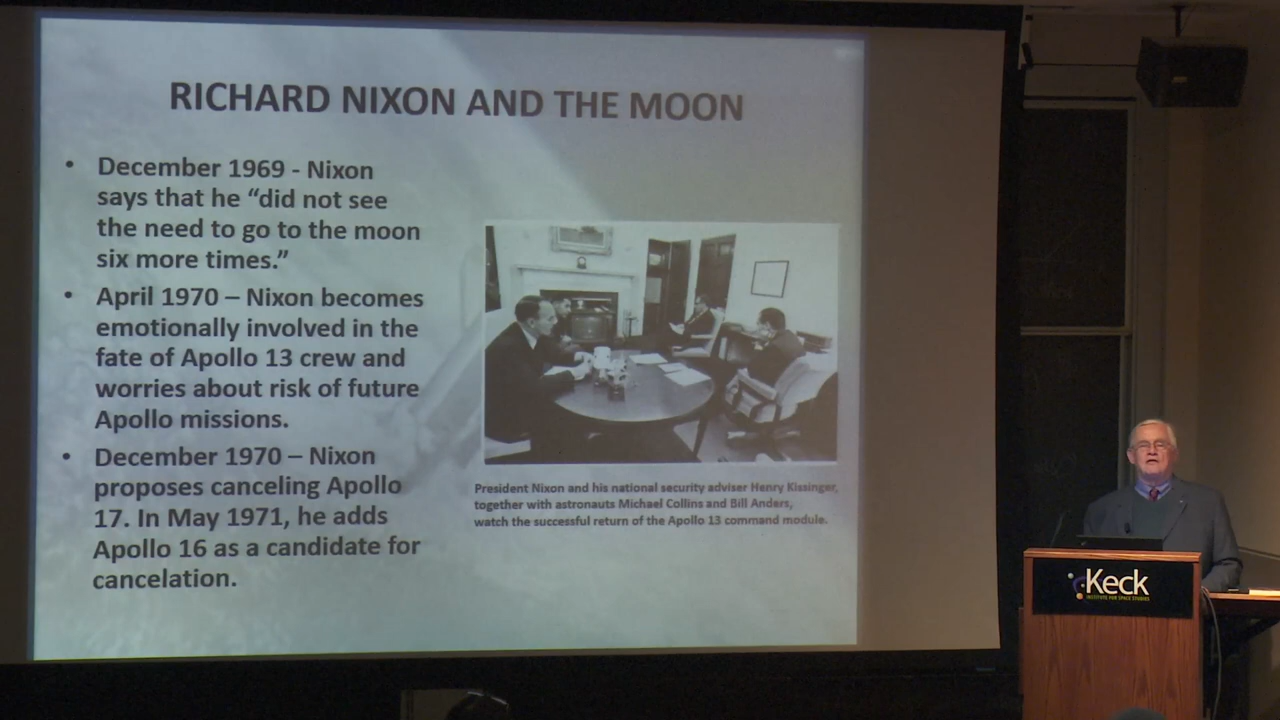 RICHARD NIXON AND THE MOON
• December 1969 - Nixon
says that he “did not see
the need to go to the moon
six more times.”
• April 1970 – Nixon becomes
emotionally involved in the
fate of Apollo 13 crew and
worries about risk of future
Apollo missions.
• December 1970 – Nixon
proposes canceling Apollo
17. In May 1971, he adds
Apollo 16 as a candidate for
cancelation.
President Nixon and his national security adviser Henry Kissinger,
together with astronauts Michael Collins and Bill Anders,
watch the successful return of the Apollo 13 command module.
Keck
INSTITUTE FOR SPACE STUDIES